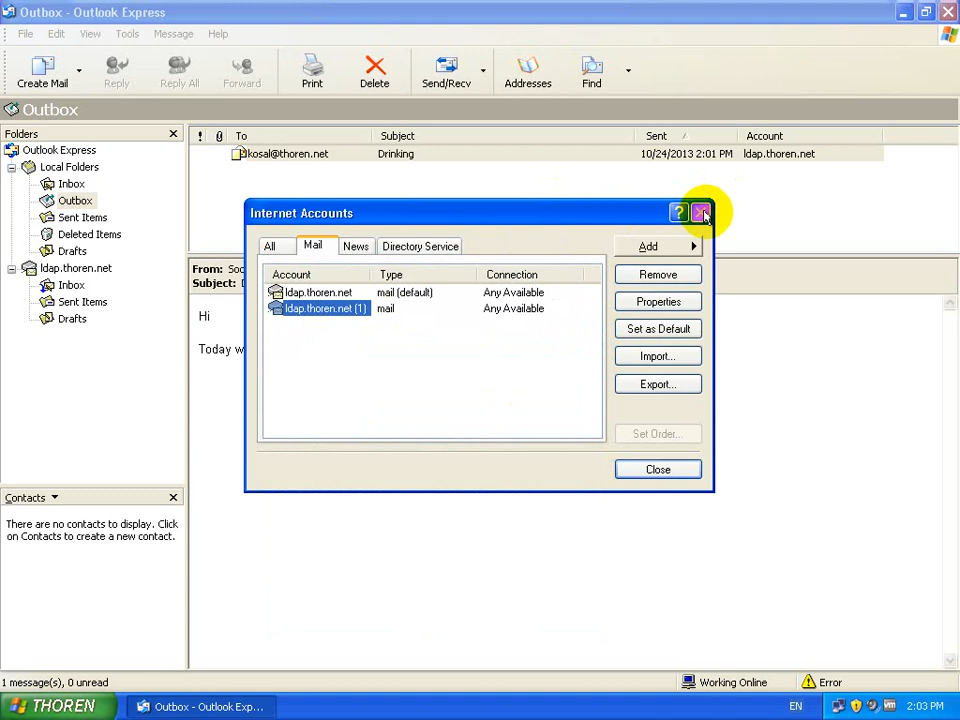 Outbox - Outlook Express
File Edit View Tools Message Help
Create Mail Reply Reply All Forward Print Delete Send/Recv Addresses Find
Outbox
Folders
Outlook Express
Local Folders
Inbox
Outbox
Sent Items
Deleted Items
Drafts
ldap.thoren.net
Inbox
Sent Items
Drafts
Contacts
There are no contacts to display. Click
on Contacts to create a new contact.
! To Subject Sent Account
kosal@thoren.net Drinking 10/24/2013 2:01 PM ldap.thoren.net
From: Soc
Subject:
Hi
Today w
Internet Accounts
?
All Mail News Directory Service
Account Type Connection
ldap.thoren.net mail (default) Any Available
ldap.thoren.net (1) mail Any Available
Add
Remove
Properties
Set as Default
Import...
Export...
Set Order...
Close
1 message(s), 0 unread Working Online Error
THOREN Outbox - Outlook Exp... EN 2:03 PM